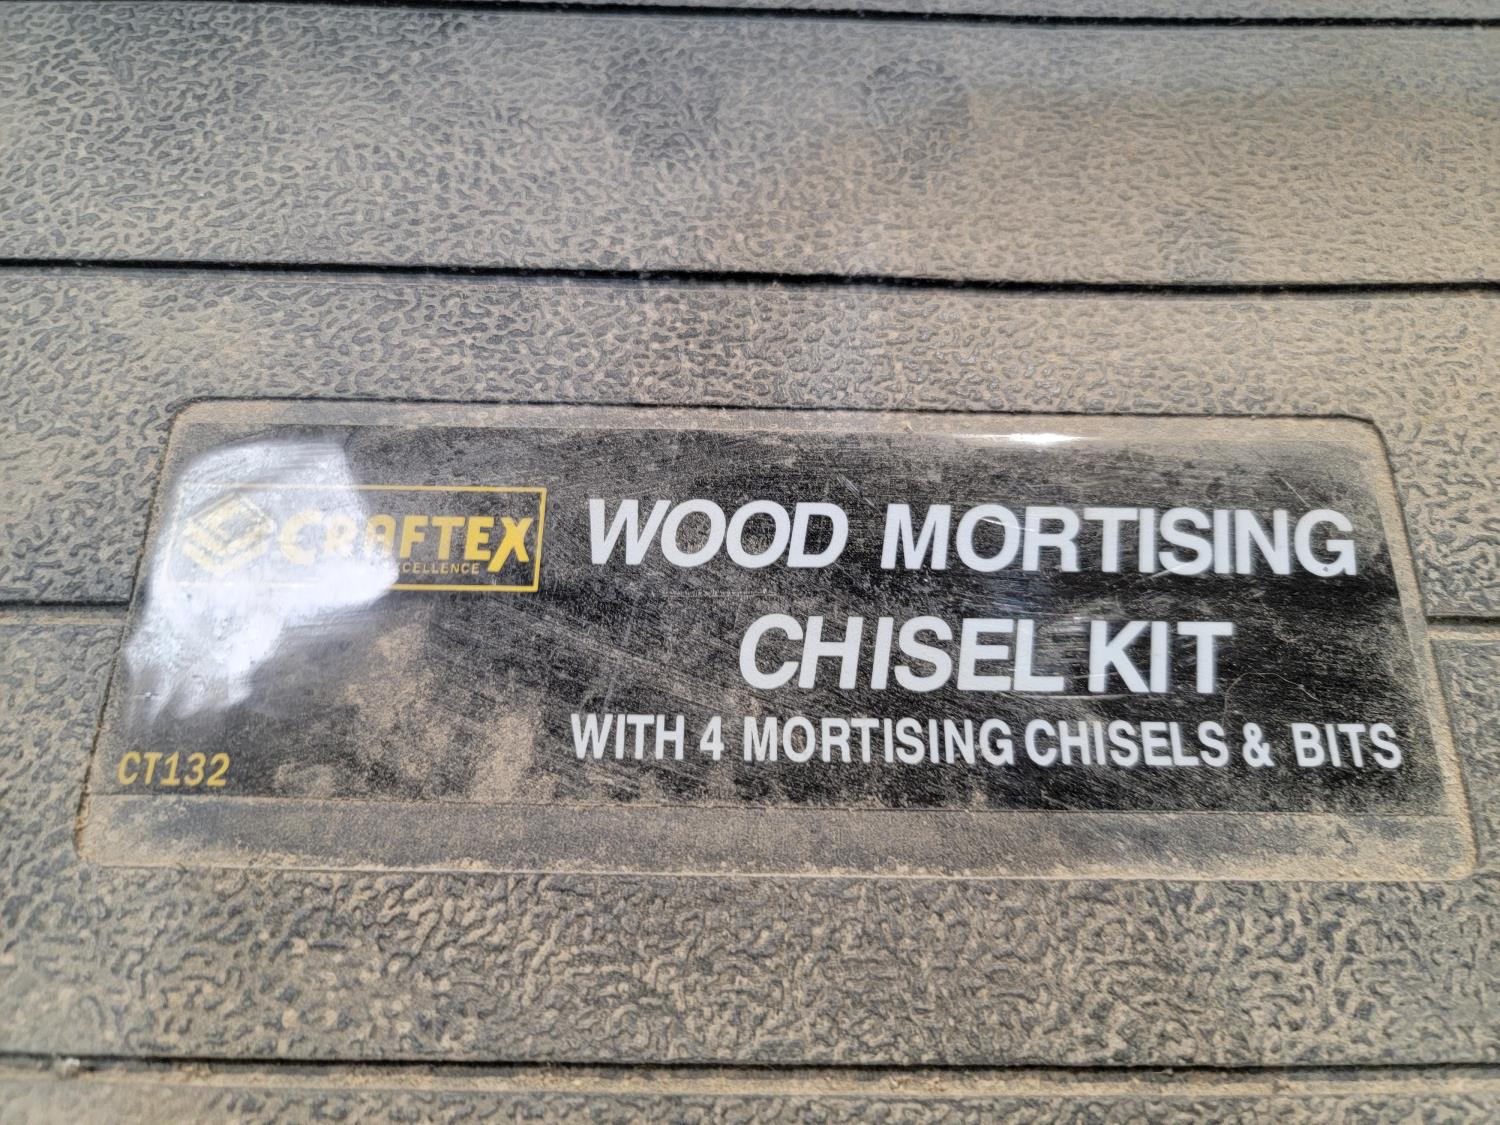 CRAFTEX
WOOD MORTISING
CHISEL KIT
WITH 4 MORTISING CHISELS & BITS
CT132